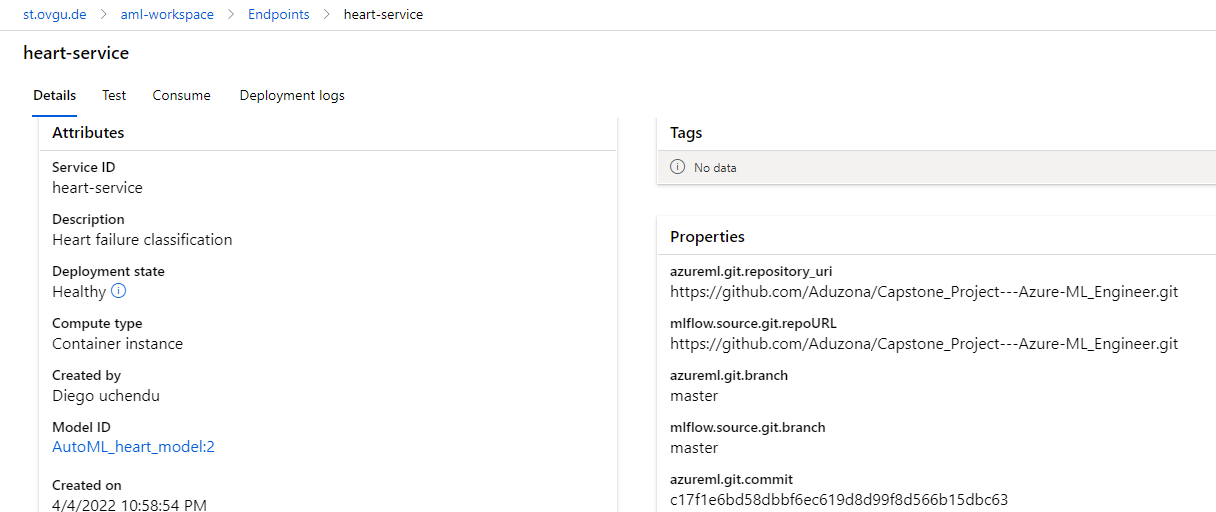 st.ovgu.de > aml-workspace > Endpoints > heart-service
heart-service
Details Test Consume Deployment logs
Attributes
Service ID
heart-service
Description
Heart failure classification
Deployment state
Healthy
Compute type
Container instance
Created by
Diego uchendu
Model ID
AutoML_heart_model:2
Created on
4/4/2022 10:58:54 PM
Tags
No data
Properties
azureml.git.repository_uri
https://github.com/Aduzona/Capstone_Project---Azure-ML_Engineer.git
mlflow.source.git.repoURL
https://github.com/Aduzona/Capstone_Project---Azure-ML_Engineer.git
azureml.git.branch
master
mlflow.source.git.branch
master
azureml.git.commit
c17f1e6bd58dbbf6ec619d8d99f8d566b15dbc63